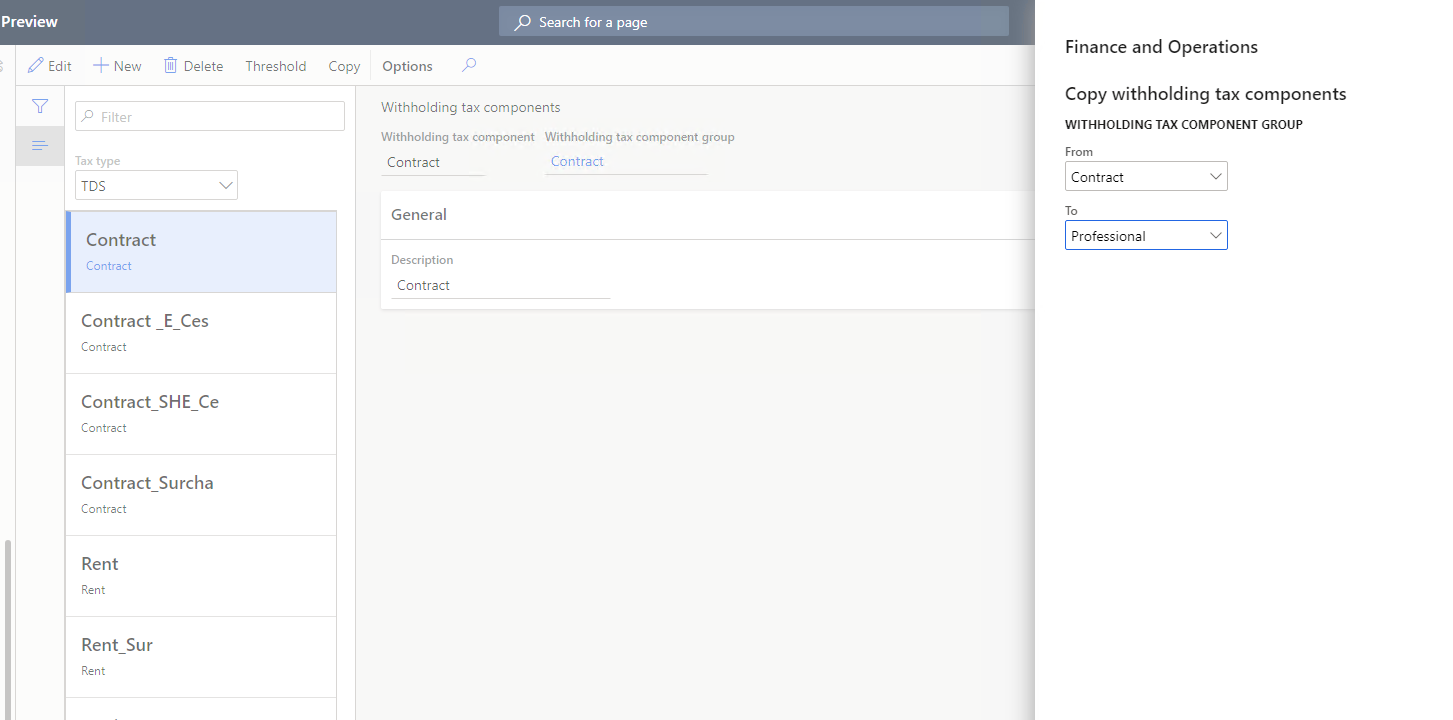 Preview
Search for a page
Edit
New
Delete
Threshold
Copy
Options
Filter
Tax type
TDS
Contract
Contract
Contract _E_Ces
Contract
Contract_SHE_Ce
Contract
Contract_Surcha
Contract
Rent
Rent
Rent_Sur
Rent
Withholding tax components
Withholding tax component
Withholding tax component group
Contract
Contract
General
Description
Contract
Finance and Operations
Copy withholding tax components
WITHHOLDING TAX COMPONENT GROUP
From
Contract
To
Professional